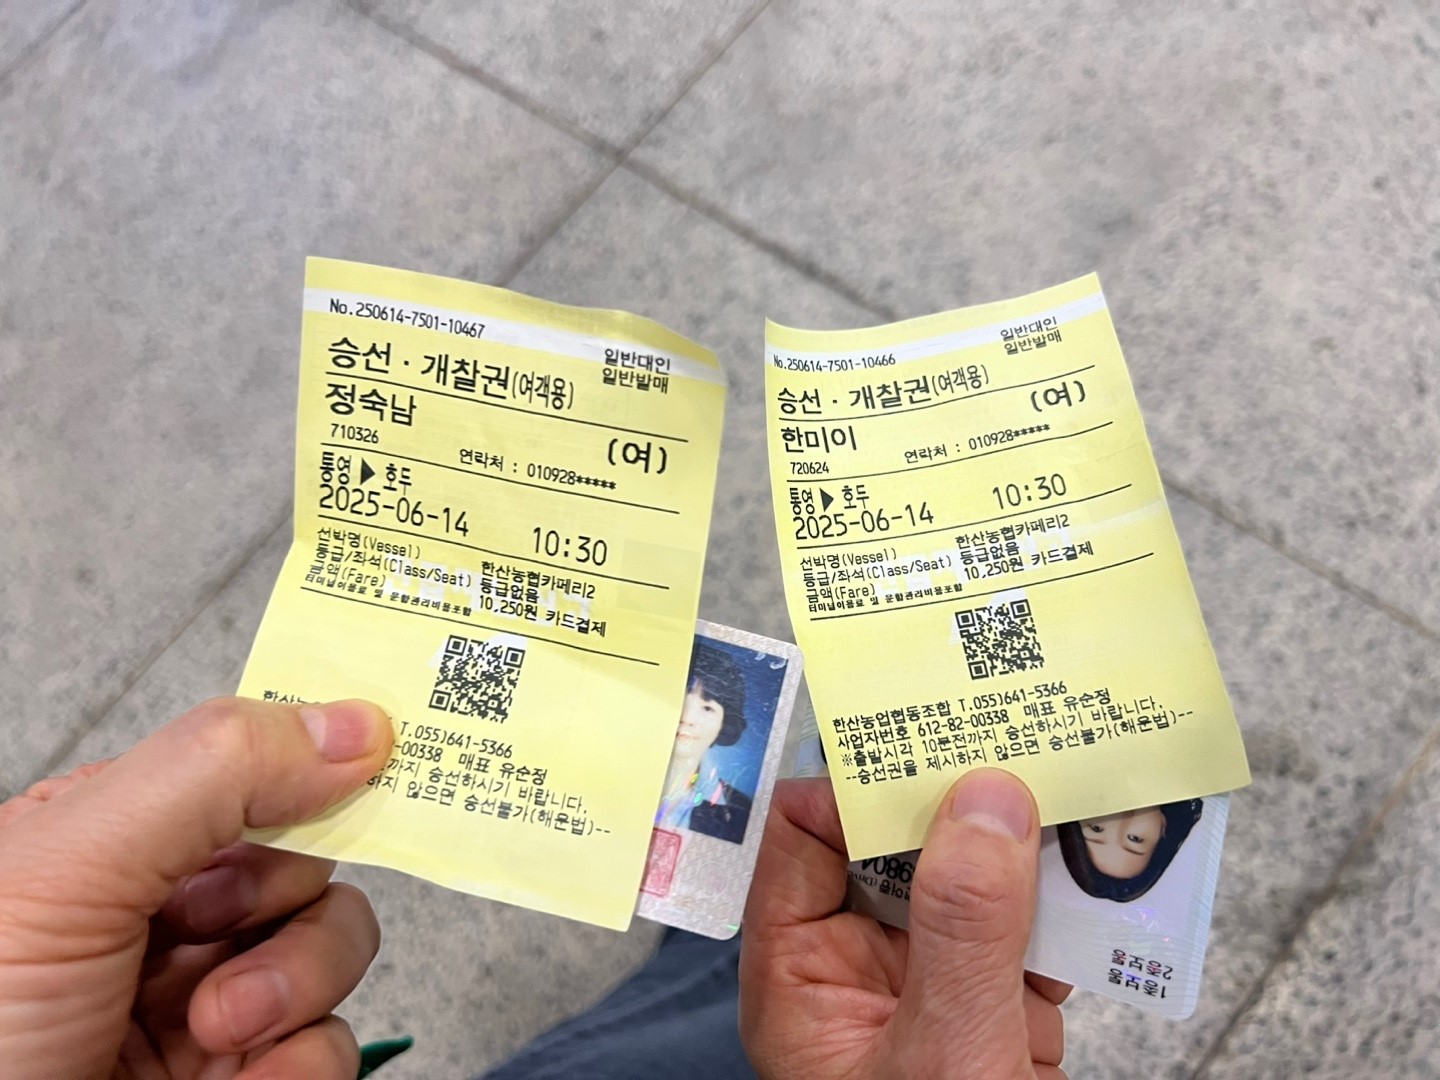 No.250614-7501-10467
일반대인
일반발매
승선 · 개찰권(여객용)
정숙남
(여)
710326
연락처 : 010928*****
통영 ▶ 호두
2025-06-14 10:30
선박명(Vessel) 한산농협카페리2
등급/좌석(Class/Seat) 등급없음
금액(Fare) 10,250원 카드결제
터미널이용료 및 운항관리비용포함
T.055)641-5366
-00338 매표 유순정
까지 승선하시기 바랍니다.
하지 않으면 승선불가(해운법)--
No.250614-7501-10466
일반대인
일반발매
승선 · 개찰권(여객용)
한미이
(여)
720624
연락처 : 010928*****
통영 ▶ 호두
2025-06-14 10:30
선박명(Vessel) 한산농협카페리2
등급/좌석(Class/Seat) 등급없음
금액(Fare) 10,250원 카드결제
터미널이용료 및 운항관리비용포함
한산농업협동조합 T.055)641-5366
사업자번호 612-82-00338 매표 유순정
※출발시각 10분전까지 승선하시기 바랍니다.
--승선권을 제시하지 않으면 승선불가(해운법)--
1종보통
2종보통